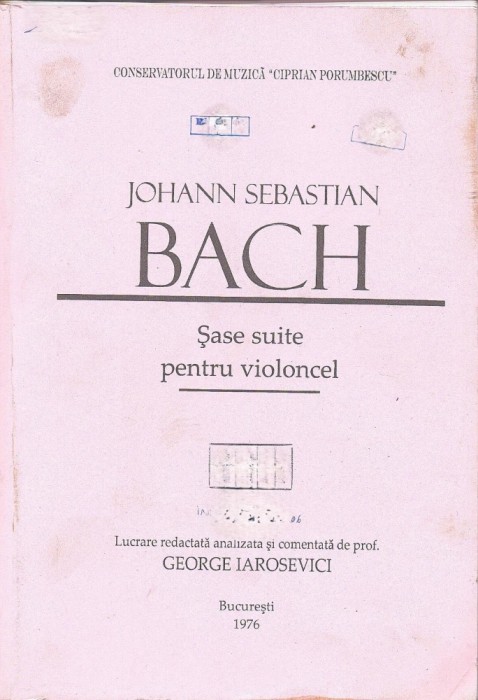 CONSERVATORUL DE MUZICĂ "CIPRIAN PORUMBESCU"
JOHANN SEBASTIAN
BACH
Şase suite
pentru violoncel
Lucrare redactată analizata şi comentată de prof.
GEORGE IAROSEVICI
Bucureşti
1976